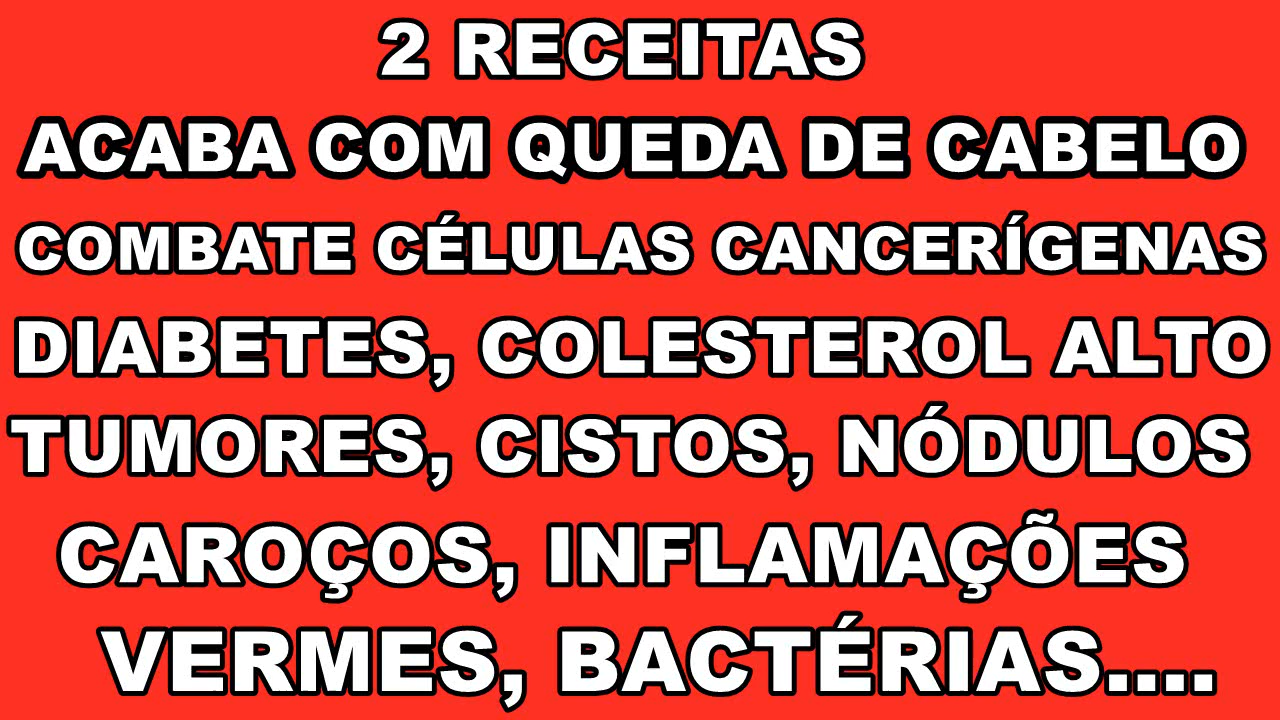 2 RECEITAS
ACABA COM QUEDA DE CABELO
COMBATE CÉLULAS CANCERÍGENAS
DIABETES, COLESTEROL ALTO
TUMORES, CISTOS, NÓDULOS
CAROÇOS, INFLAMAÇÕES
VERMES, BACTÉRIAS....